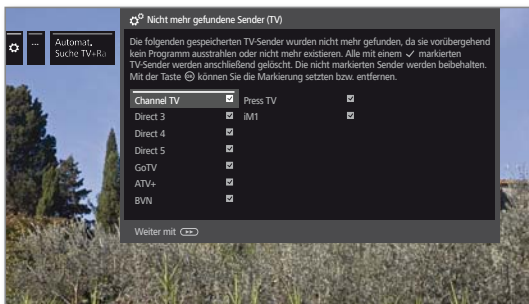 Nicht mehr gefundene Sender (TV)
...
Automat.
Suche TV+Ra
Die folgenden gespeicherten TV-Sender wurden nicht mehr gefunden, da sie vorübergehend
kein Programm ausstrahlen oder nicht mehr existieren. Alle mit einem ✓ markierten
TV-Sender werden anschließend gelöscht. Die nicht markierten Sender werden beibehalten.
Mit der Taste OK können Sie die Markierung setzten bzw. entfernen.
Channel TV
Press TV
Direct 3
iM1
Direct 4
Direct 5
GoTV
ATV+
BVN
Weiter mit